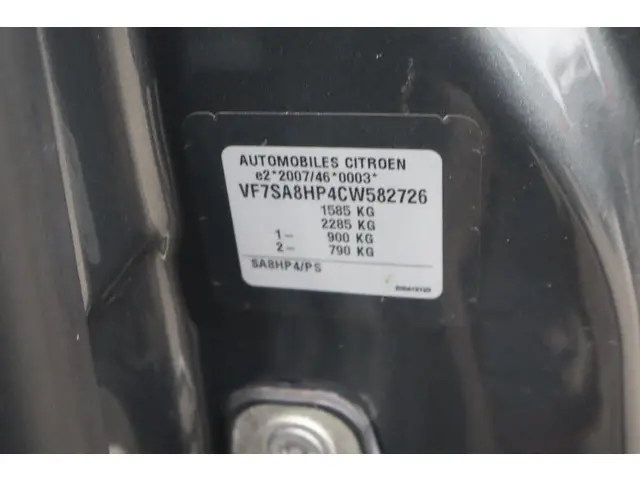 AUTOMOBILES CITROEN
e2*2007/46*0003*
VF7SA8HP4CW582726
1585 KG
2285 KG
1- 900 KG
2- 790 KG
SA8HP4/PS